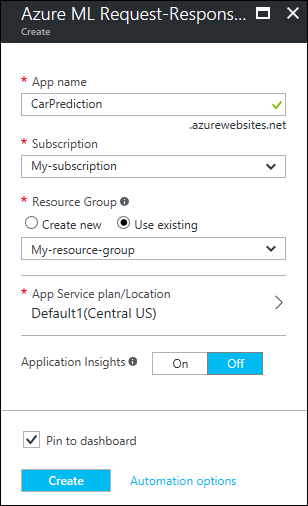 Azure ML Request-Respons...
Create
* App name
CarPrediction
.azurewebsites.net
* Subscription
My-subscription
* Resource Group
Create new Use existing
My-resource-group
* App Service plan/Location
Default1(Central US)
Application Insights On Off
Pin to dashboard
Create Automation options